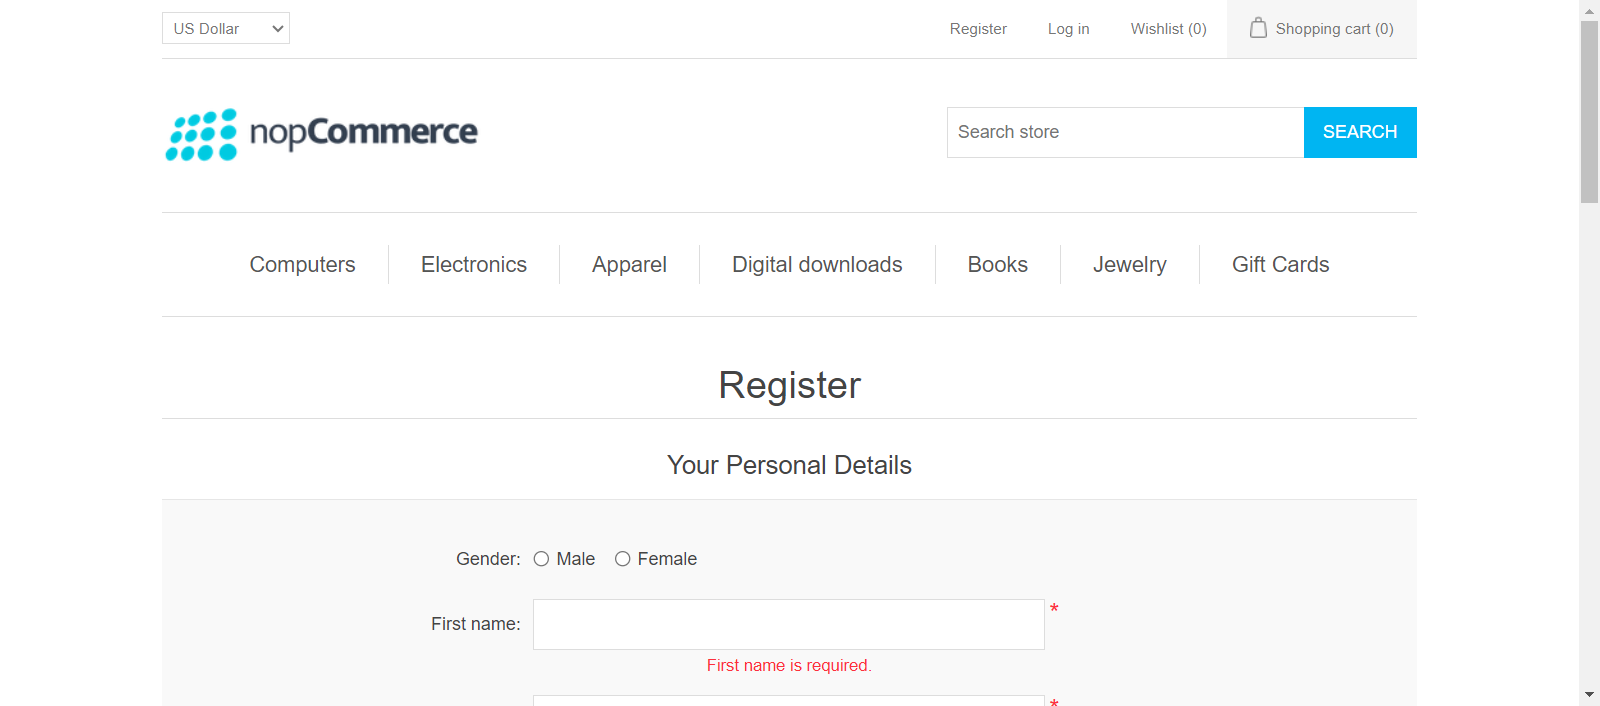 US Dollar
Register
Log in
Wishlist (0)
Shopping cart (0)
nopCommerce
Search store
SEARCH
Computers
Electronics
Apparel
Digital downloads
Books
Jewelry
Gift Cards
Register
Your Personal Details
Gender:
Male
Female
First name:
*
First name is required.
*